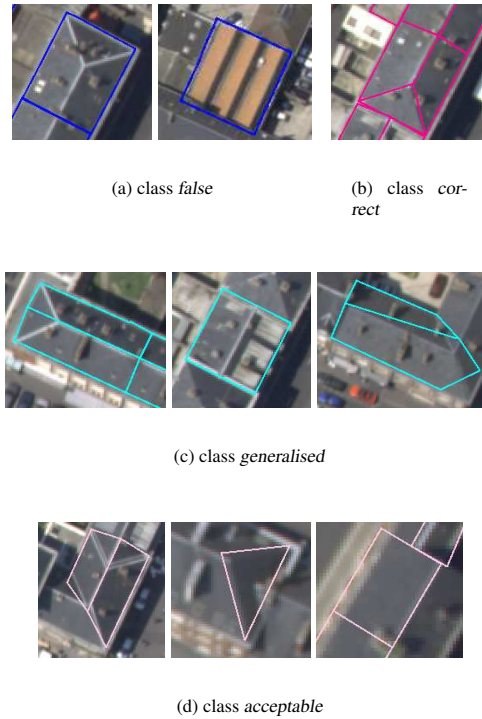 (a) class false
(b) class cor-
rect
(c) class generalised
(d) class acceptable